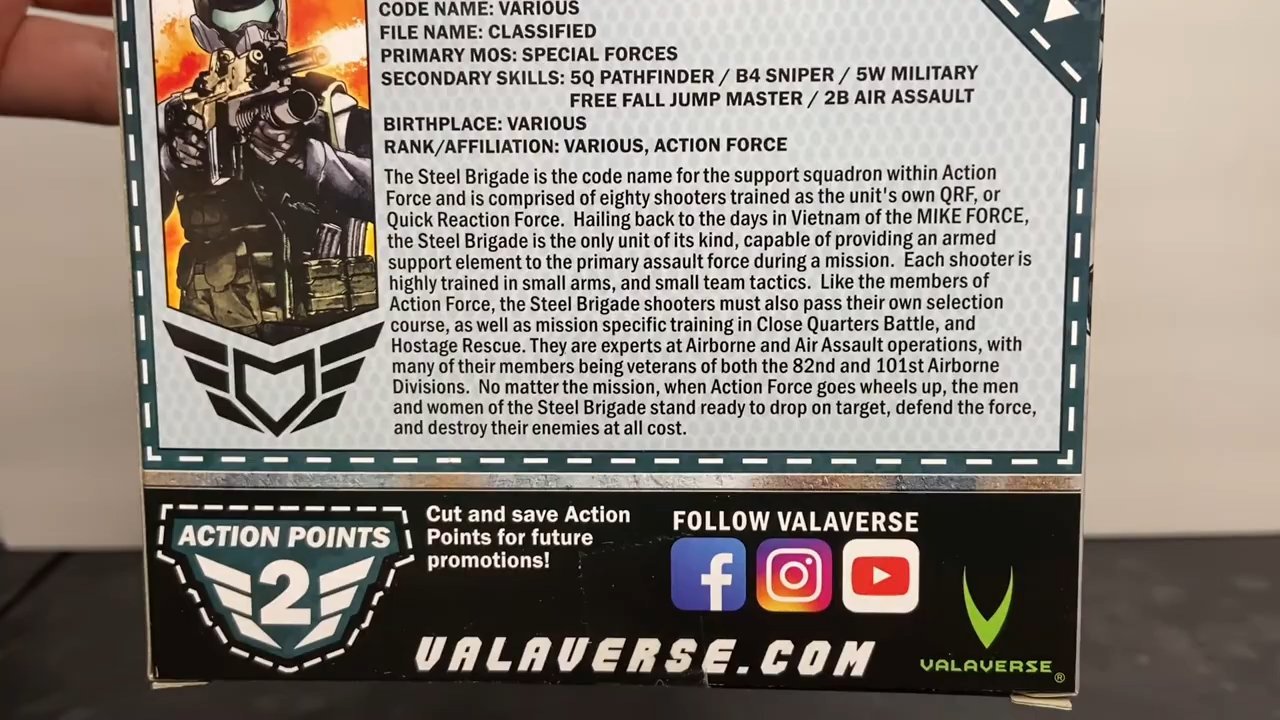 CODE NAME: VARIOUS
FILE NAME: CLASSIFIED
PRIMARY MOS: SPECIAL FORCES
SECONDARY SKILLS: 5Q PATHFINDER / B4 SNIPER / 5W MILITARY
FREE FALL JUMP MASTER / 2B AIR ASSAULT
BIRTHPLACE: VARIOUS
RANK/AFFILIATION: VARIOUS, ACTION FORCE
The Steel Brigade is the code name for the support squadron within Action
Force and is comprised of eighty shooters trained as the unit's own QRF, or
Quick Reaction Force. Hailing back to the days in Vietnam of the MIKE FORCE,
the Steel Brigade is the only unit of its kind, capable of providing an armed
support element to the primary assault force during a mission. Each shooter is
highly trained in small arms, and small team tactics. Like the members of
Action Force, the Steel Brigade shooters must also pass their own selection
course, as well as mission specific training in Close Quarters Battle, and
Hostage Rescue. They are experts at Airborne and Air Assault operations, with
many of their members being veterans of both the 82nd and 101st Airborne
Divisions. No matter the mission, when Action Force goes wheels up, the men
and women of the Steel Brigade stand ready to drop on target, defend the force,
and destroy their enemies at all cost.
ACTION POINTS
2
Cut and save Action
Points for future
promotions!
FOLLOW VALAVERSE
VALAVERSE.COM
VALAVERSE®